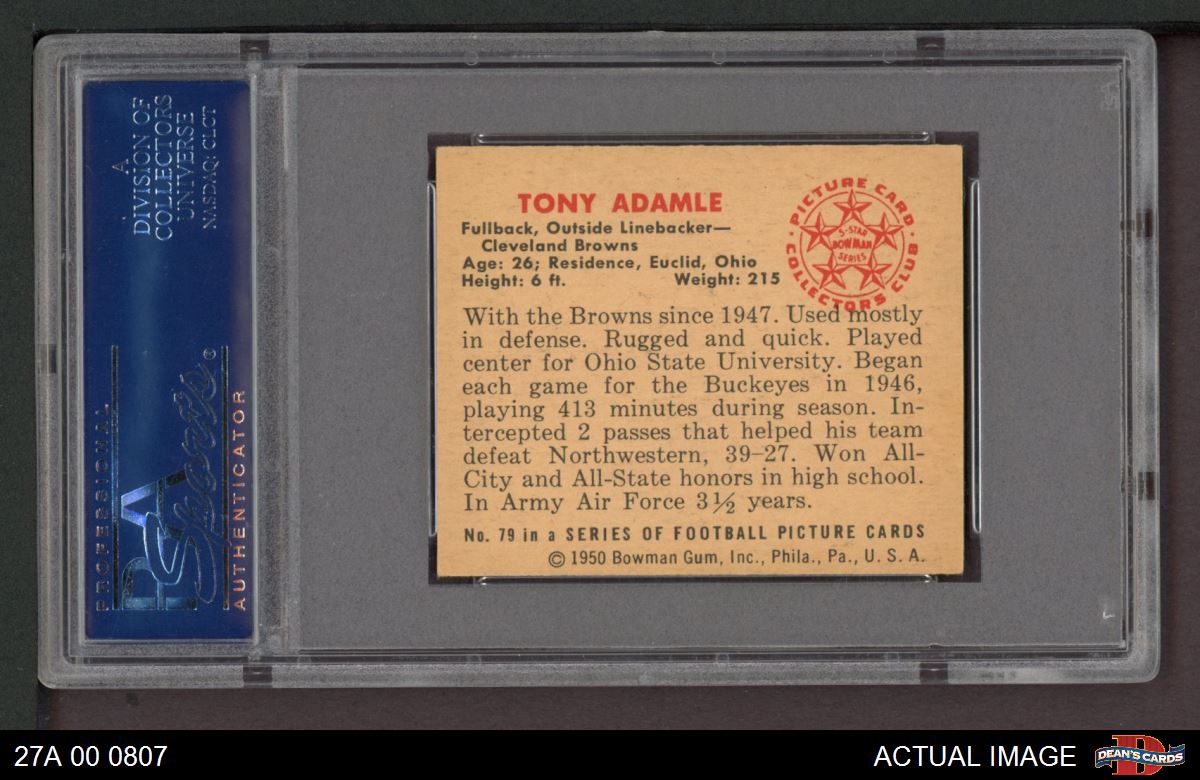 A
DIVISION OF
COLLECTORS
UNIVERSE
NASDAQ: CLCT
PROFESSIONAL
PSA
Sports
®
AUTHENTICATOR
TONY ADAMLE
Fullback, Outside Linebacker—
Cleveland Browns
Age: 26; Residence, Euclid, Ohio
Height: 6 ft. Weight: 215
PICTURE CARD
5-STAR
BOWMAN
SERIES
COLLECTORS CLUB
With the Browns since 1947. Used mostly
in defense. Rugged and quick. Played
center for Ohio State University. Began
each game for the Buckeyes in 1946,
playing 413 minutes during season. In-
tercepted 2 passes that helped his team
defeat Northwestern, 39-27. Won All-
City and All-State honors in high school.
In Army Air Force 3½ years.
No. 79 in a SERIES OF FOOTBALL PICTURE CARDS
© 1950 Bowman Gum, Inc., Phila., Pa., U. S. A.
27A 00 0807
ACTUAL IMAGE
D
DEAN'S CARDS